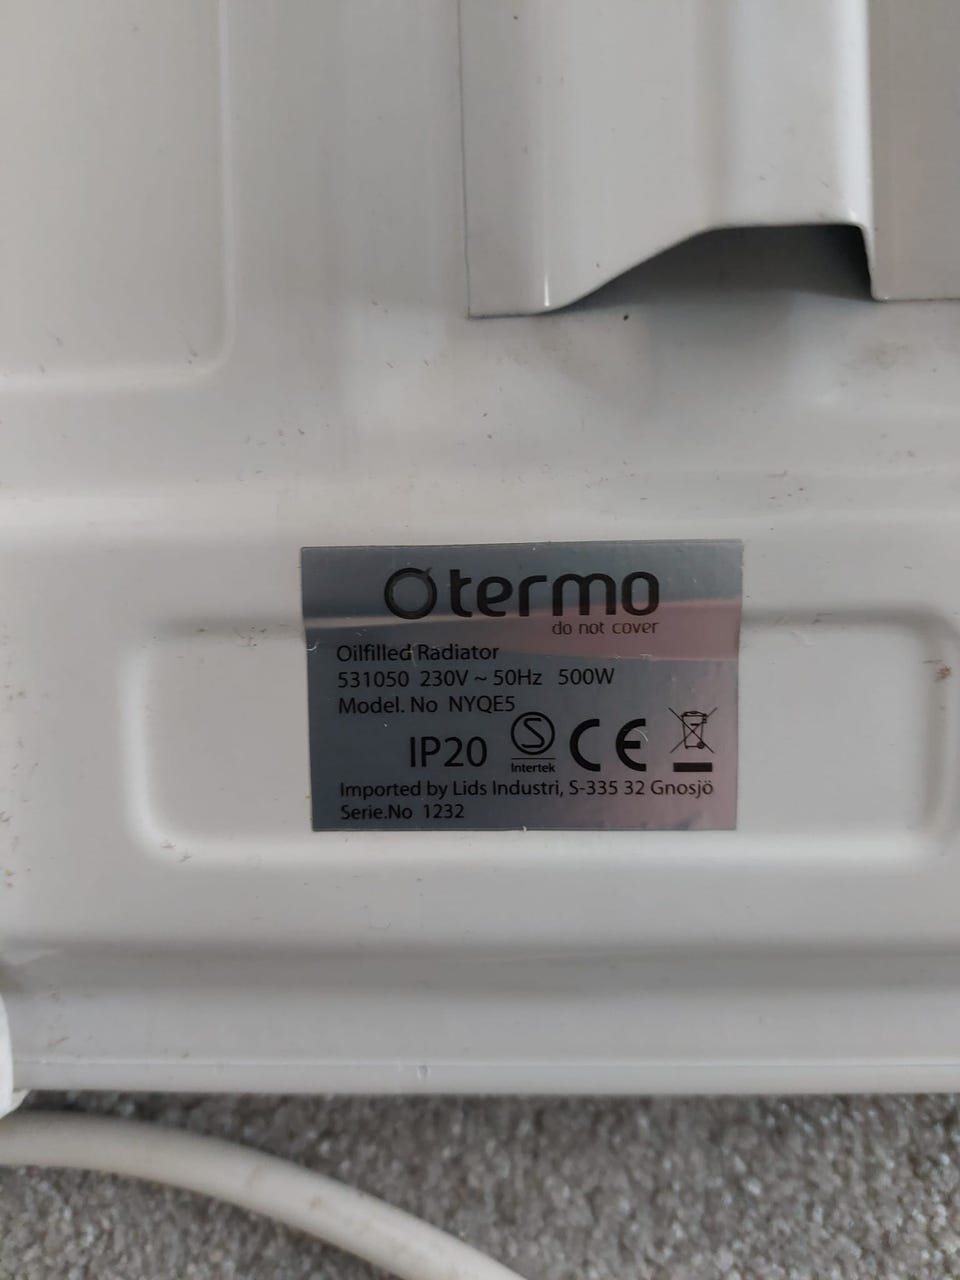 termo
do not cover
Oilfilled Radiator
531050 230V ~ 50Hz 500W
Model. No NYQE5
IP20 S Intertek CE
Imported by Lids Industri, S-335 32 Gnosjö
Serie.No 1232